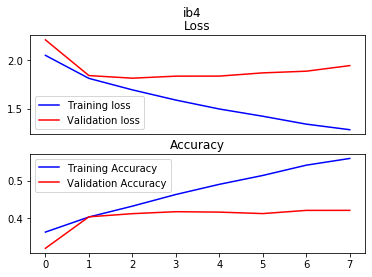 ib4
Loss
2.0
1.5
Training loss
Validation loss
Accuracy
0.5
0.4
Training Accuracy
Validation Accuracy
0 1 2 3 4 5 6 7